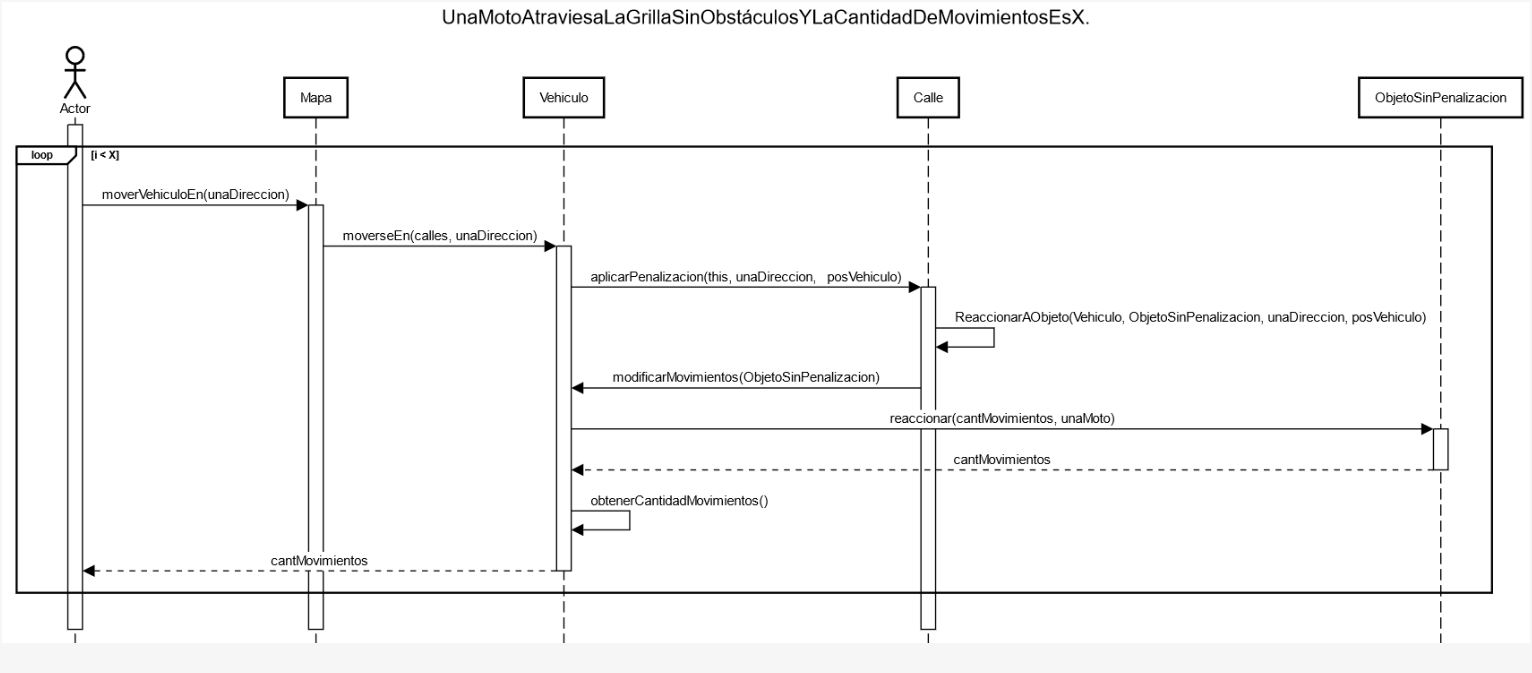 UnaMotoAtraviesaLaGrillaSinObstáculosYLaCantidadDeMovimientosEsX.
Actor
Mapa
Vehiculo
Calle
ObjetoSinPenalizacion
loop
[i < X]
moverVehiculoEn(unaDireccion)
moverseEn(calles, unaDireccion)
aplicarPenalizacion(this, unaDireccion, posVehiculo)
ReaccionarAObjeto(Vehiculo, ObjetoSinPenalizacion, unaDireccion, posVehiculo)
modificarMovimientos(ObjetoSinPenalizacion)
reaccionar(cantMovimientos, unaMoto)
cantMovimientos
obtenerCantidadMovimientos()
cantMovimientos